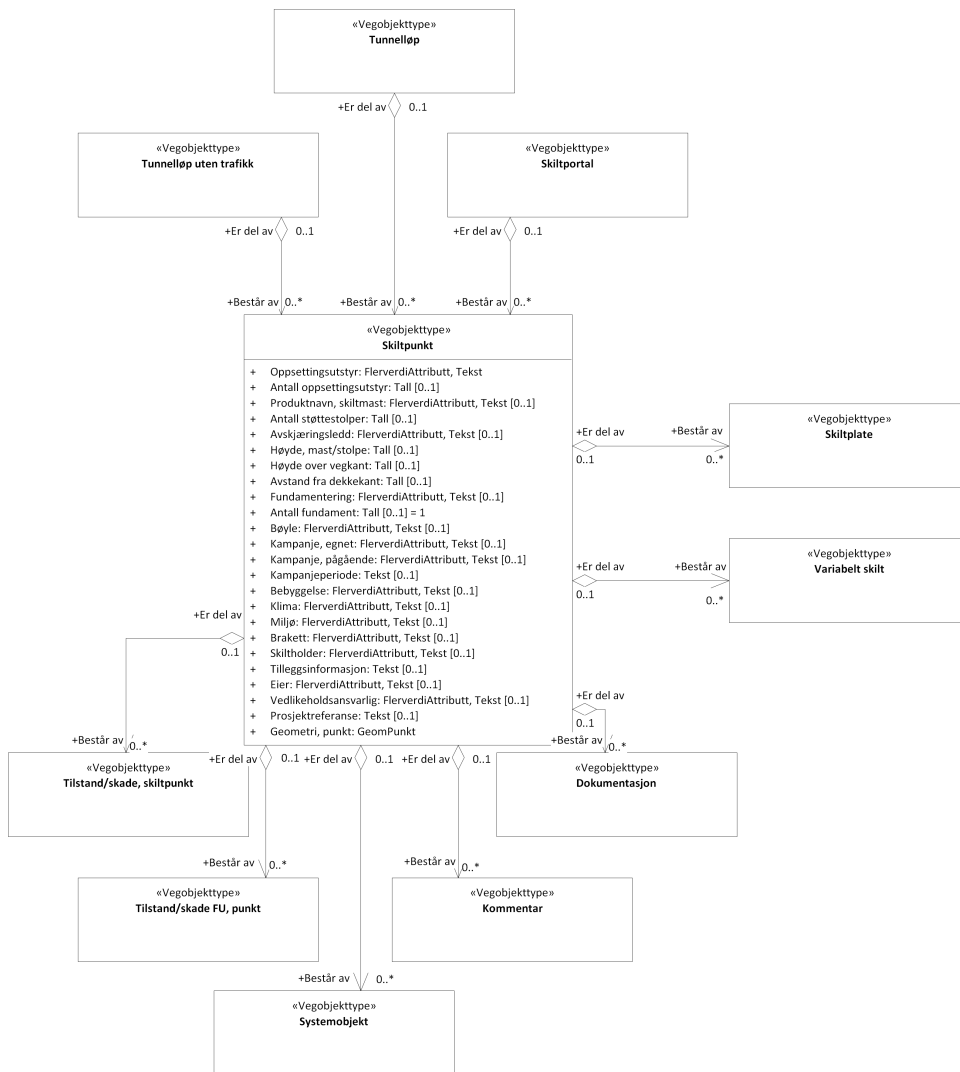 «Vegobjekttype»
Tunnelløp
+Er del av 0..1
«Vegobjekttype»
Tunnelløp uten trafikk
«Vegobjekttype»
Skiltportal
+Er del av 0..1
+Er del av 0..1
+Består av 0..*
+Består av 0..*
+Består av 0..*
«Vegobjekttype»
Skiltpunkt
+ Oppsettingsutstyr: FlerverdiAttributt, Tekst
+ Antall oppsettingsutstyr: Tall [0..1]
+ Produktnavn, skiltmast: FlerverdiAttributt, Tekst [0..1]
+ Antall støttestolper: Tall [0..1]
+ Avskjæringsledd: FlerverdiAttributt, Tekst [0..1]
+ Høyde, mast/stolpe: Tall [0..1]
+ Høyde over vegkant: Tall [0..1]
+ Avstand fra dekkekant: Tall [0..1]
+ Fundamentering: FlerverdiAttributt, Tekst [0..1]
+ Antall fundament: Tall [0..1] = 1
+ Bøyle: FlerverdiAttributt, Tekst [0..1]
+ Kampanje, egnet: FlerverdiAttributt, Tekst [0..1]
+ Kampanje, pågående: FlerverdiAttributt, Tekst [0..1]
+ Kampanjeperiode: Tekst [0..1]
+ Bebyggelse: FlerverdiAttributt, Tekst [0..1]
+ Klima: FlerverdiAttributt, Tekst [0..1]
+ Miljø: FlerverdiAttributt, Tekst [0..1]
+ Brakett: FlerverdiAttributt, Tekst [0..1]
+ Skiltholder: FlerverdiAttributt, Tekst [0..1]
+ Tilleggsinformasjon: Tekst [0..1]
+ Eier: FlerverdiAttributt, Tekst [0..1]
+ Vedlikeholdsansvarlig: FlerverdiAttributt, Tekst [0..1]
+ Prosjektreferanse: Tekst [0..1]
+ Geometri, punkt: GeomPunkt
+Er del av
0..1
+Består av
0..*
«Vegobjekttype»
Skiltplate
+Er del av
0..1
+Består av
0..*
«Vegobjekttype»
Variabelt skilt
+Er del av
0..1
+Består av 0..*
«Vegobjekttype»
Tilstand/skade, skiltpunkt
+Er del av
0..1
+Består av 0..*
«Vegobjekttype»
Dokumentasjon
+Er del av 0..1
+Er del av 0..1
+Er del av 0..1
+Består av 0..*
«Vegobjekttype»
Tilstand/skade FU, punkt
+Består av 0..*
«Vegobjekttype»
Kommentar
+Består av 0..*
«Vegobjekttype»
Systemobjekt